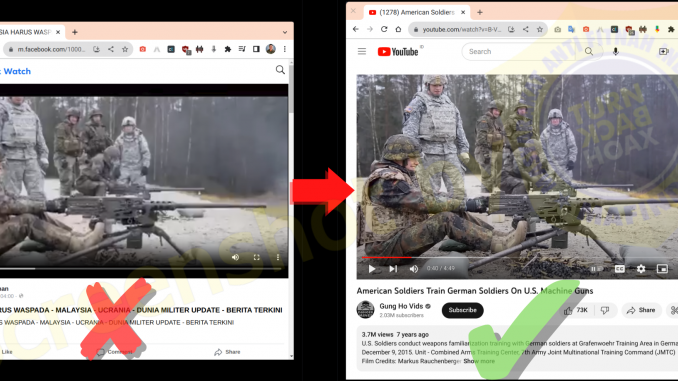 SIA HARUS WASP
m.facebook.com/1000
Watch
RUS WASPADA - MALAYSIA - UCRANIA - DUNIA MILITER UPDATE - BERITA TERKINI
RUS WASPADA - MALAYSIA - UCRANIA - DUNIA MILITER UPDATE - BERITA TERKINI
Like
Comment
Share
(1278) American Soldiers
youtube.com/watch?v=B-V
YouTube
ID
Search
0:40 / 4:49
CC
American Soldiers Train German Soldiers On U.S. Machine Guns
Gung Ho Vids
2.03M subscribers
Subscribe
73K
Share
3.7M views 7 years ago
U.S. Soldiers conduct weapons familiarization training with German soldiers at Grafenwoehr Training Area in Germa
December 9, 2015. Unit - Combined Arms Training Center, 7th Army Joint Multinational Training Command (JMTC)
Film Credits: Markus Rauchenberger Show more
TURN
BACK
HOAX
screensho